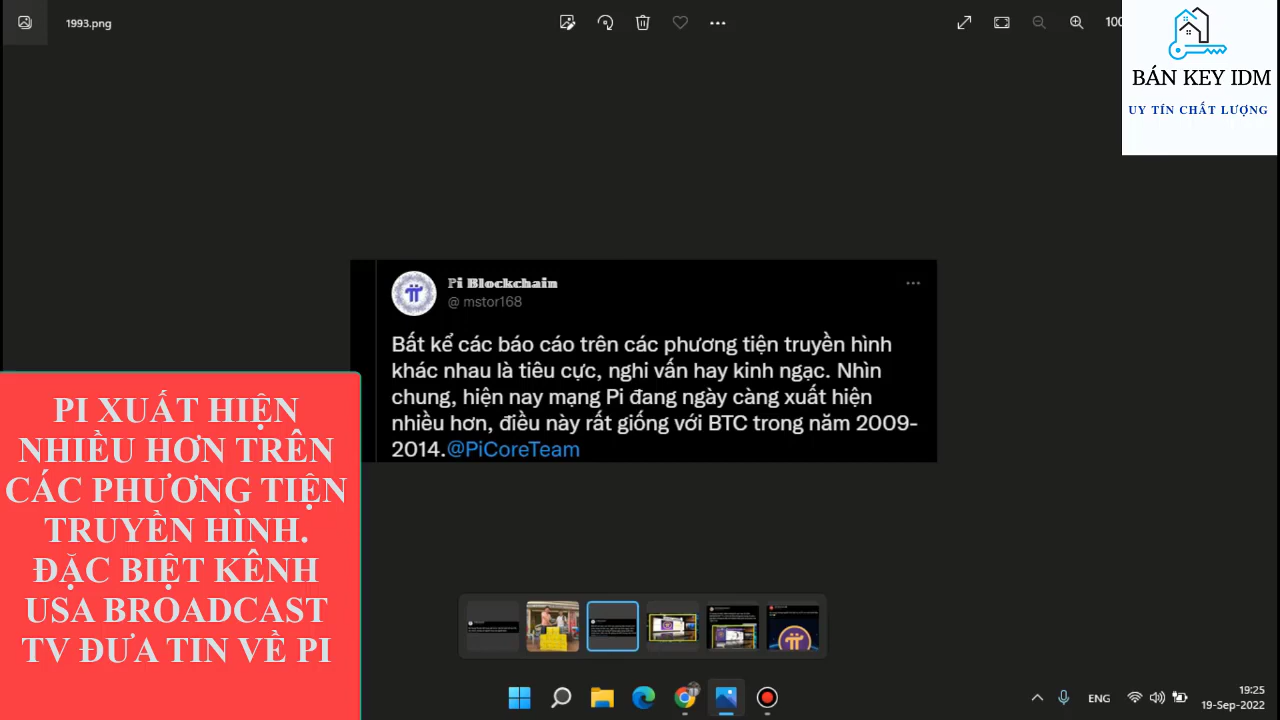 1993.png
100
BÁN KEY IDM
UY TÍN CHẤT LƯỢNG
Pi Blockchain
@ mstor168
Bất kể các báo cáo trên các phương tiện truyền hình
khác nhau là tiêu cực, nghi vấn hay kinh ngạc. Nhìn
chung, hiện nay mạng Pi đang ngày càng xuất hiện
nhiều hơn, điều này rất giống với BTC trong năm 2009-
2014.@PiCoreTeam
PI XUẤT HIỆN
NHIỀU HƠN TRÊN
CÁC PHƯƠNG TIỆN
TRUYỀN HÌNH.
ĐẶC BIỆT KÊNH
USA BROADCAST
TV ĐƯA TIN VỀ PI
ENG
19:25
19-Sep-2022